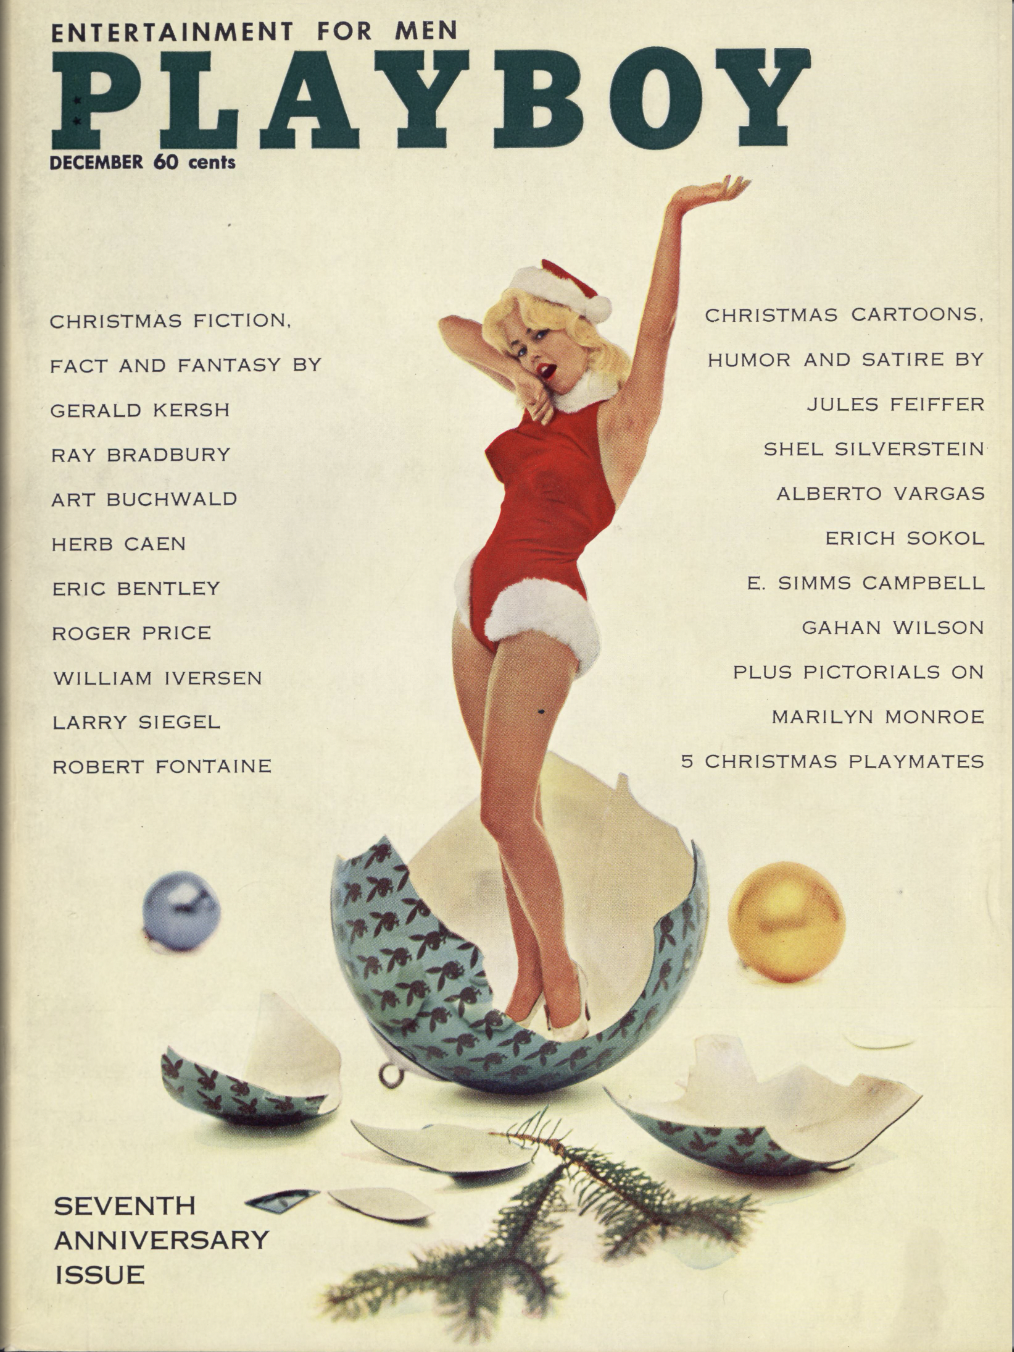 ENTERTAINMENT FOR MEN
PLAYBOY
DECEMBER 60 cents
CHRISTMAS FICTION,
FACT AND FANTASY BY
GERALD KERSH
RAY BRADBURY
ART BUCHWALD
HERB CAEN
ERIC BENTLEY
ROGER PRICE
WILLIAM IVERSEN
LARRY SIEGEL
ROBERT FONTAINE
CHRISTMAS CARTOONS,
HUMOR AND SATIRE BY
JULES FEIFFER
SHEL SILVERSTEIN
ALBERTO VARGAS
ERICH SOKOL
E. SIMMS CAMPBELL
GAHAN WILSON
PLUS PICTORIALS ON
MARILYN MONROE
5 CHRISTMAS PLAYMATES
SEVENTH
ANNIVERSARY
ISSUE